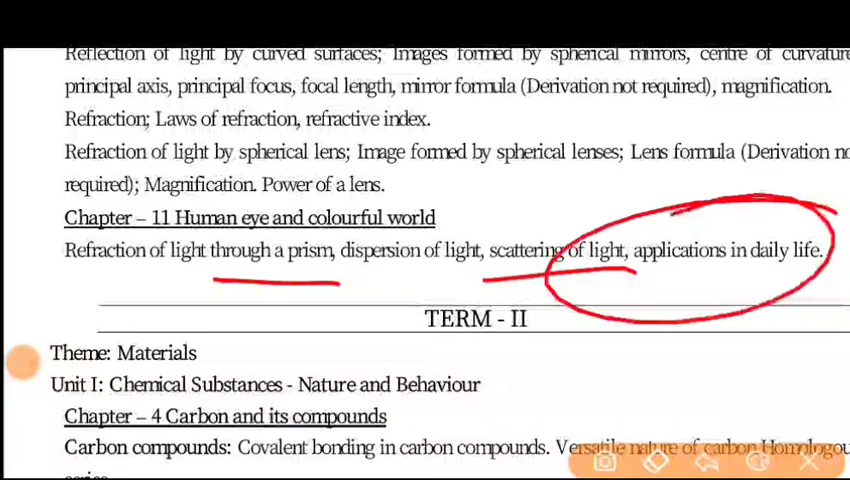 Reflection of light by curved surfaces; Images formed by spherical mirrors, centre of curvature
principal axis, principal focus, focal length, mirror formula (Derivation not required), magnification.
Refraction; Laws of refraction, refractive index.
Refraction of light by spherical lens; Image formed by spherical lenses; Lens formula (Derivation no
required); Magnification. Power of a lens.
Chapter – 11 Human eye and colourful world
Refraction of light through a prism, dispersion of light, scattering of light, applications in daily life.
TERM - II
Theme: Materials
Unit I: Chemical Substances - Nature and Behaviour
Chapter – 4 Carbon and its compounds
Carbon compounds: Covalent bonding in carbon compounds. Versatile nature of carbon Homologou